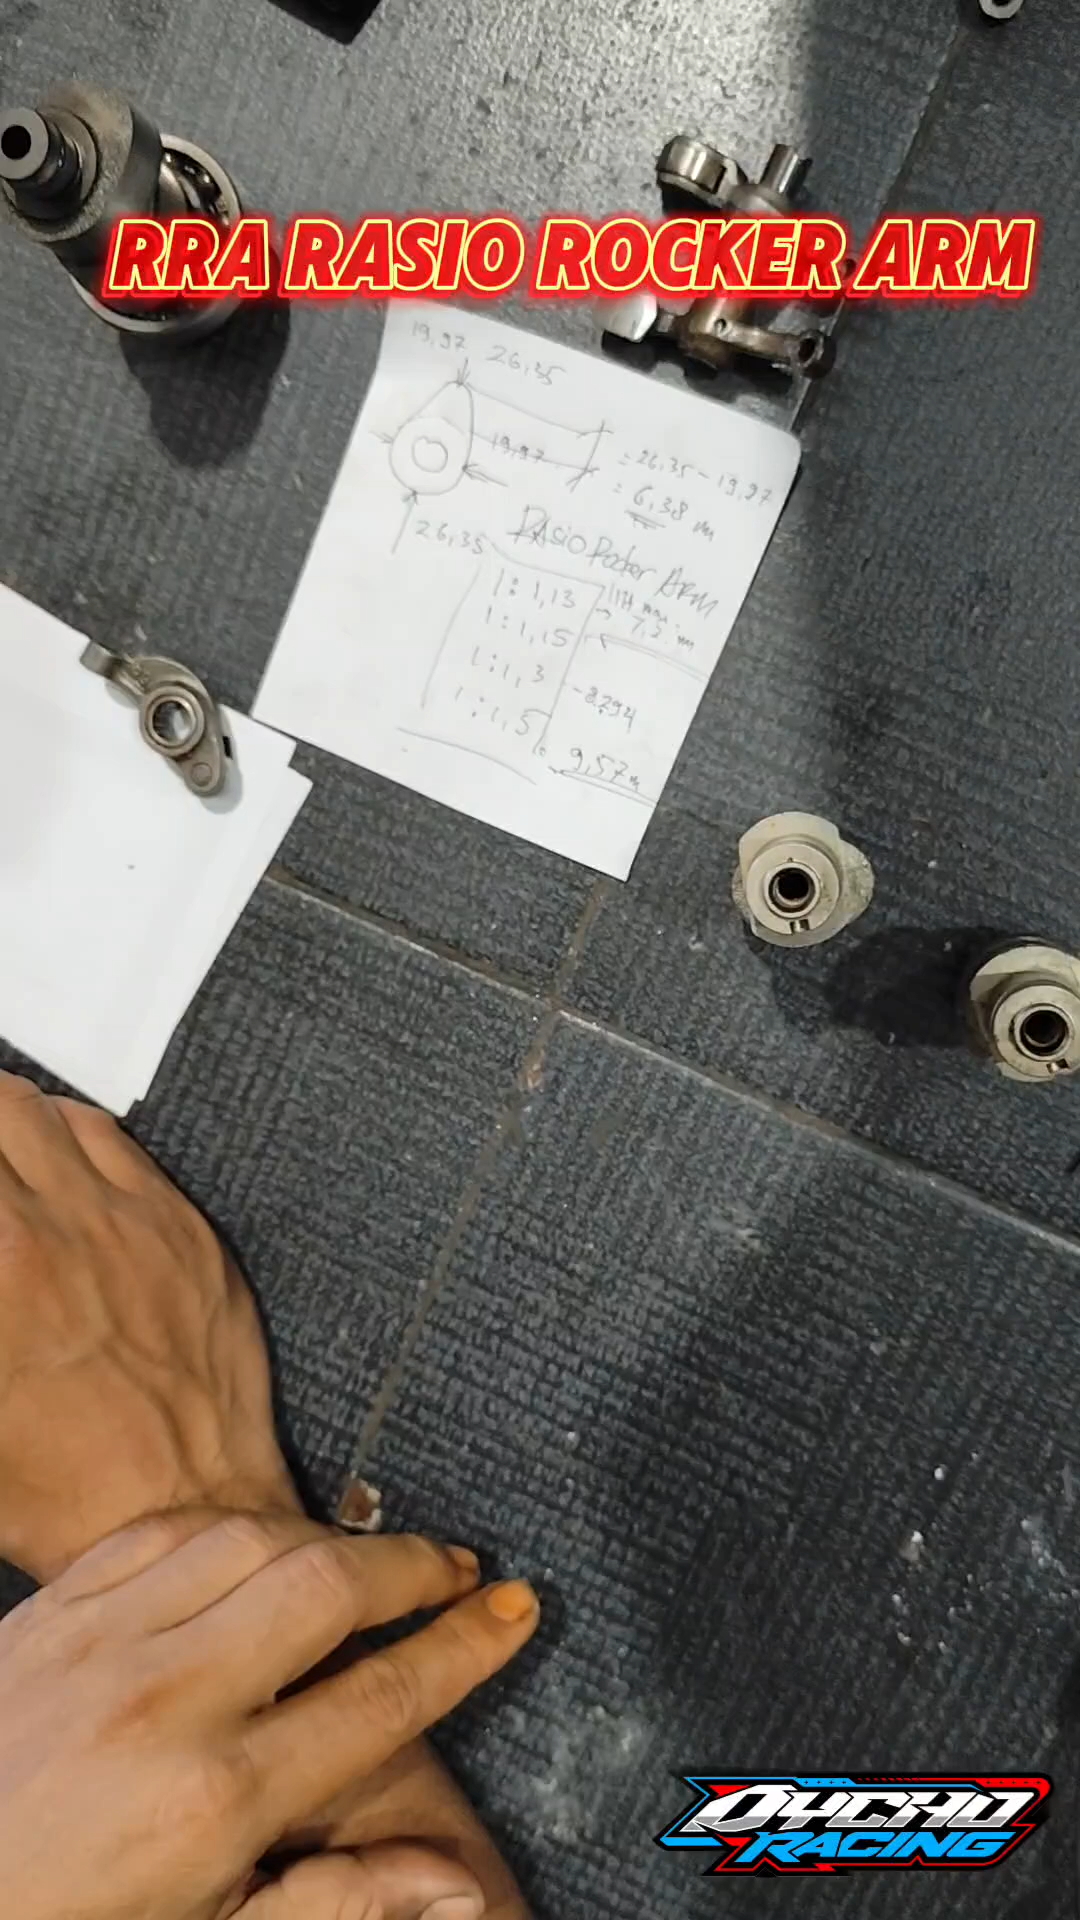 RRA RASIO ROCKER ARM
19,97 26,35
19,97
= 26,35 - 19,97
= 6,38 m
26,35
RASio Rocker ARM
1 : 1,13
1 : 1,15 7,2 mm
1 : 1,3 - 8,294
1 : 1,5
9,57 m
DYCHO
RACING